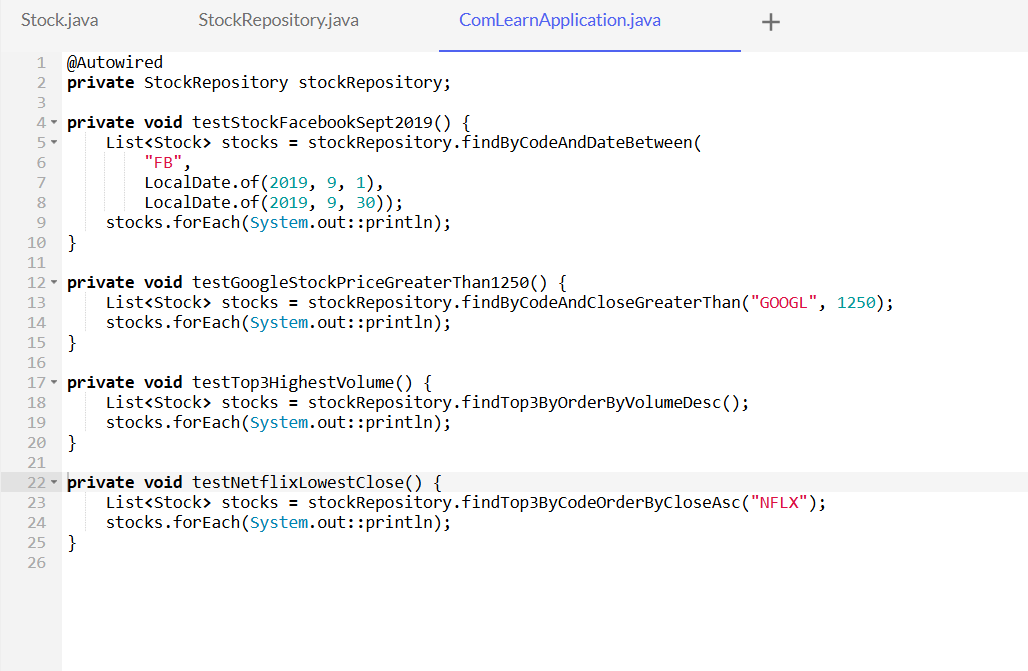 Stock.java StockRepository.java ComLearnApplication.java +
1 @Autowired
2 private StockRepository stockRepository;
3
4 private void testStockFacebookSept2019() {
5     List<Stock> stocks = stockRepository.findByCodeAndDateBetween(
6         "FB",
7         LocalDate.of(2019, 9, 1),
8         LocalDate.of(2019, 9, 30));
9     stocks.forEach(System.out::println);
10 }
11
12 private void testGoogleStockPriceGreaterThan1250() {
13     List<Stock> stocks = stockRepository.findByCodeAndCloseGreaterThan("GOOGL", 1250);
14     stocks.forEach(System.out::println);
15 }
16
17 private void testTop3HighestVolume() {
18     List<Stock> stocks = stockRepository.findTop3ByOrderByVolumeDesc();
19     stocks.forEach(System.out::println);
20 }
21
22 private void testNetflixLowestClose() {
23     List<Stock> stocks = stockRepository.findTop3ByCodeOrderByCloseAsc("NFLX");
24     stocks.forEach(System.out::println);
25 }
26